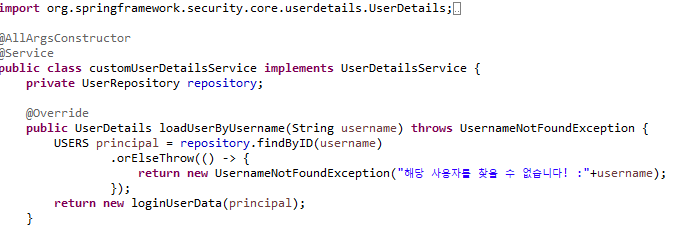 import org.springframework.security.core.userdetails.UserDetails;
@AllArgsConstructor
@Service
public class customUserDetailsService implements UserDetailsService {
    private UserRepository repository;
    @Override
    public UserDetails loadUserByUsername(String username) throws UsernameNotFoundException {
        USERS principal = repository.findByID(username)
                .orElseThrow(() -> {
                    return new UsernameNotFoundException("해당 사용자를 찾을 수 없습니다! :"+username);
                });
        return new loginUserData(principal);
    }